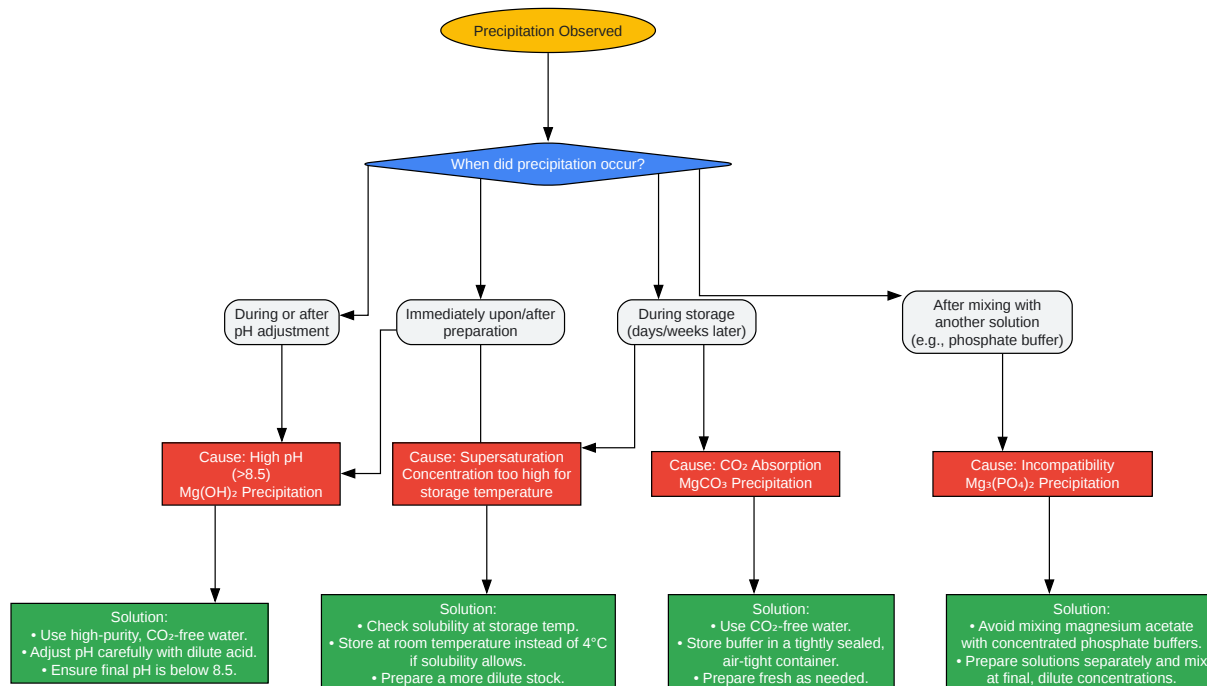 Precipitation Observed
When did precipitation occur?
During or after
pH adjustment
Immediately upon/after
preparation
During storage
(days/weeks later)
After mixing with
another solution
(e.g., phosphate buffer)
Cause: High pH
(>8.5)
Mg(OH)₂ Precipitation
Cause: Supersaturation
Concentration too high for
storage temperature
Cause: CO₂ Absorption
MgCO₃ Precipitation
Cause: Incompatibility
Mg₃(PO₄)₂ Precipitation
Solution:
• Use high-purity, CO₂-free water.
• Adjust pH carefully with dilute acid.
• Ensure final pH is below 8.5.
Solution:
• Check solubility at storage temp.
• Store at room temperature instead of 4°C
if solubility allows.
• Prepare a more dilute stock.
Solution:
• Use CO₂-free water.
• Store buffer in a tightly sealed,
air-tight container.
• Prepare fresh as needed.
Solution:
• Avoid mixing magnesium acetate
with concentrated phosphate buffers.
• Prepare solutions separately and mix
at final, dilute concentrations.